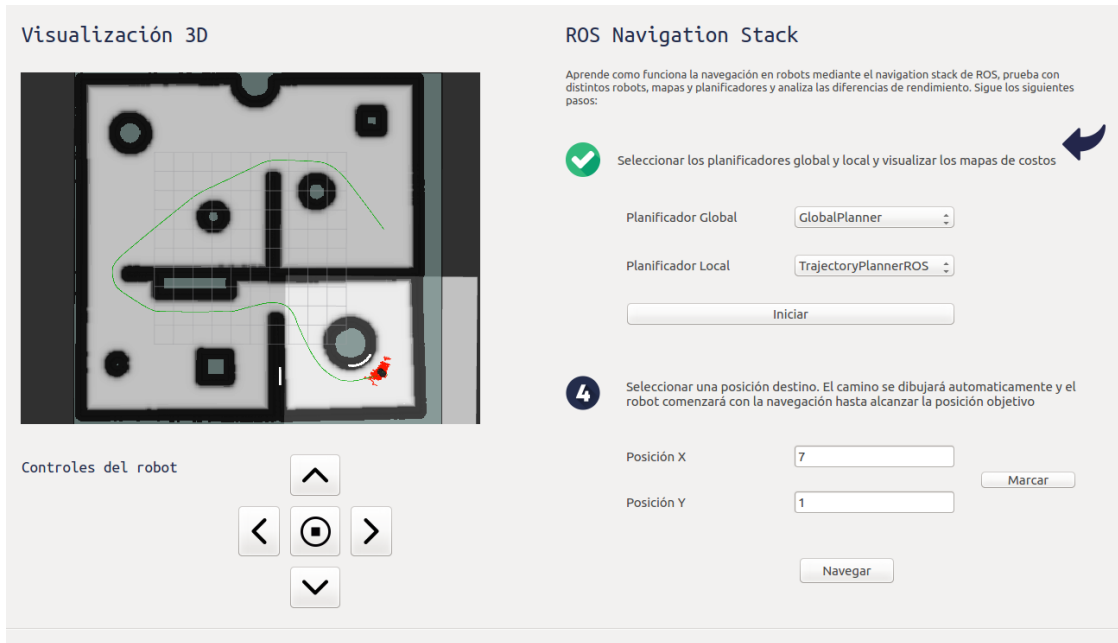 Visualización 3D
ROS Navigation Stack
Aprende como funciona la navegación en robots mediante el navigation stack de ROS, prueba con
distintos robots, mapas y planificadores y analiza las diferencias de rendimiento. Sigue los siguientes
pasos:
Seleccionar los planificadores global y local y visualizar los mapas de costos
Planificador Global
GlobalPlanner
Planificador Local
TrajectoryPlannerROS
Iniciar
4
Seleccionar una posición destino. El camino se dibujará automaticamente y el
robot comenzará con la navegación hasta alcanzar la posición objetivo
Controles del robot
Posición X
7
Marcar
Posición Y
1
Navegar